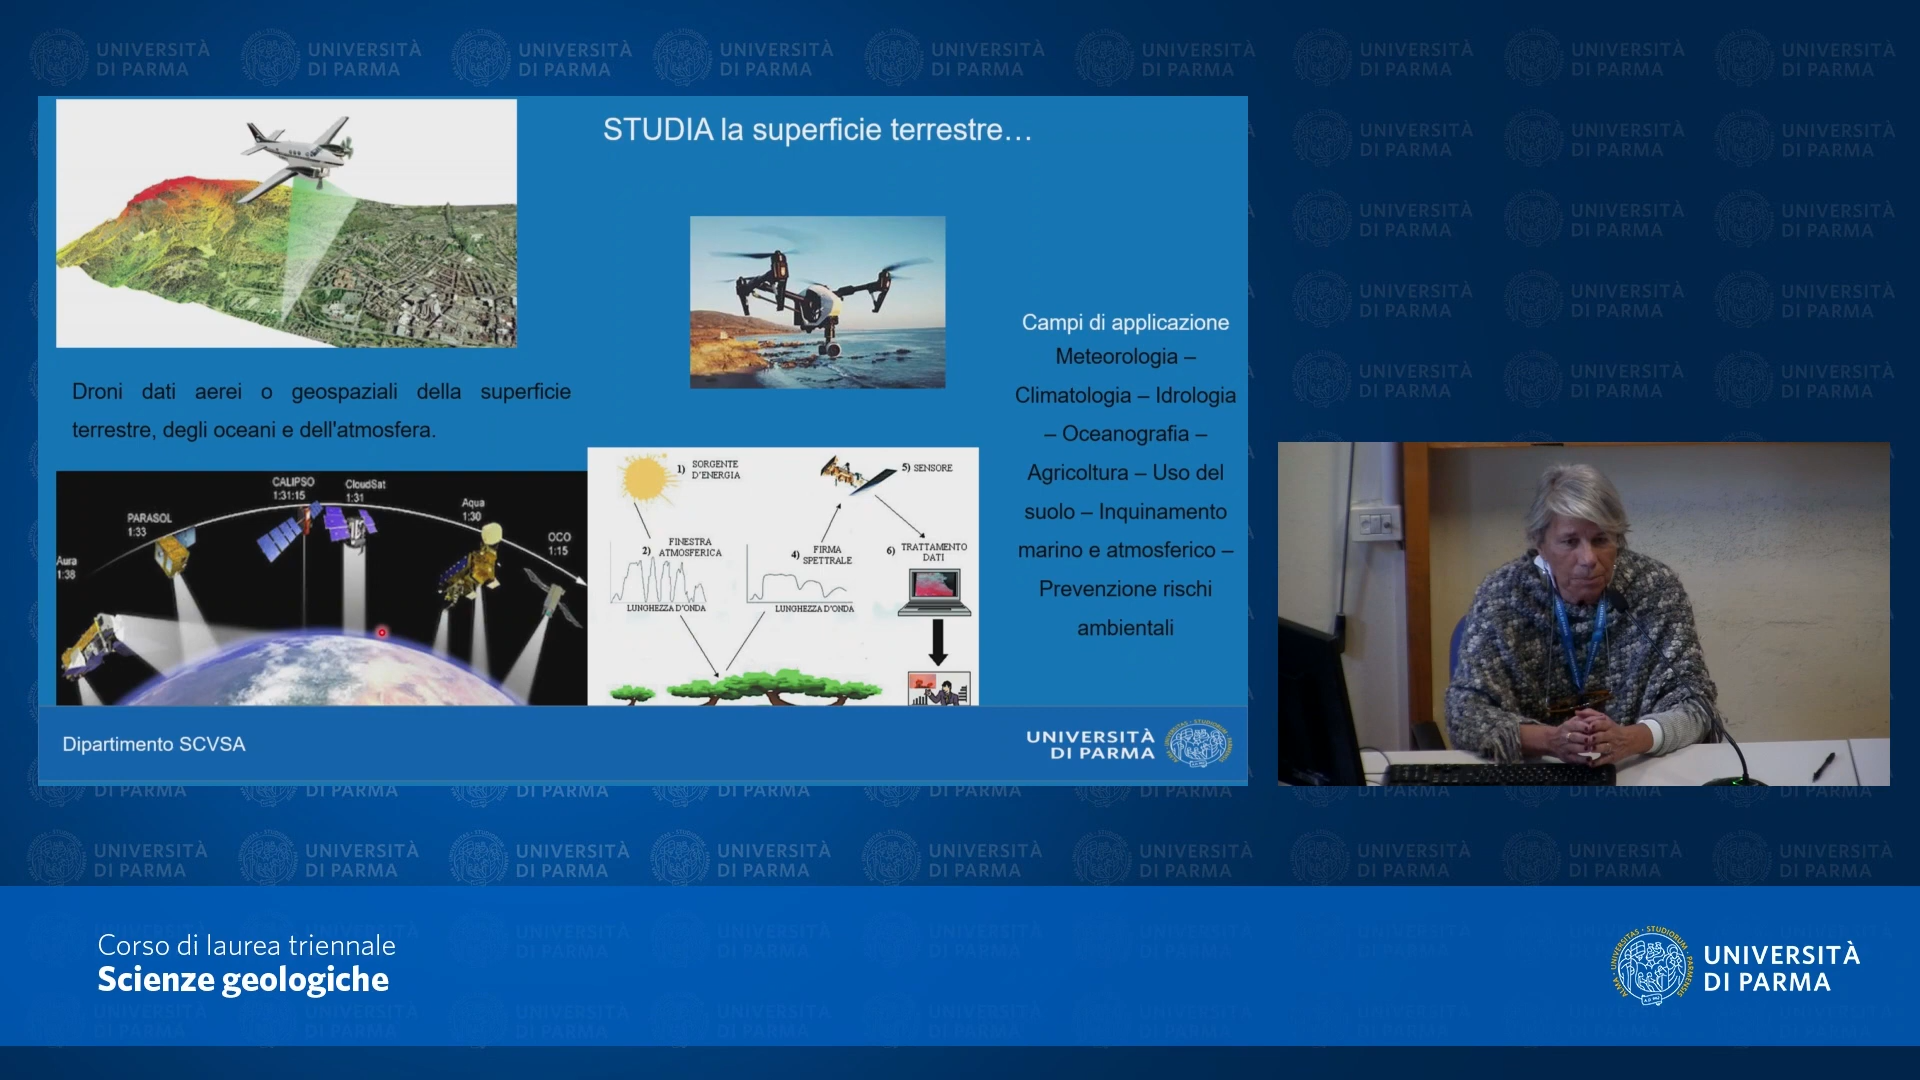 STUDIA la superficie terrestre...
Droni dati aerei o geospaziali della superficie
terrestre, degli oceani e dell'atmosfera.
Campi di applicazione
Meteorologia –
Climatologia – Idrologia
– Oceanografia –
Agricoltura – Uso del
suolo – Inquinamento
marino e atmosferico –
Prevenzione rischi
ambientali
Aura
1:38
PARASOL
1:33
CALIPSO
1:31:15
CloudSat
1:31
Aqua
1:30
OCO
1:15
1) SORGENTE
D'ENERGIA
5) SENSORE
2) FINESTRA
ATMOSFERICA
LUNGHEZZA D'ONDA
4) FIRMA
SPETTRALE
LUNGHEZZA D'ONDA
6) TRATTAMENTO
DATI
Dipartimento SCVSA
UNIVERSITÀ
DI PARMA
Corso di laurea triennale
Scienze geologiche
UNIVERSITÀ
DI PARMA